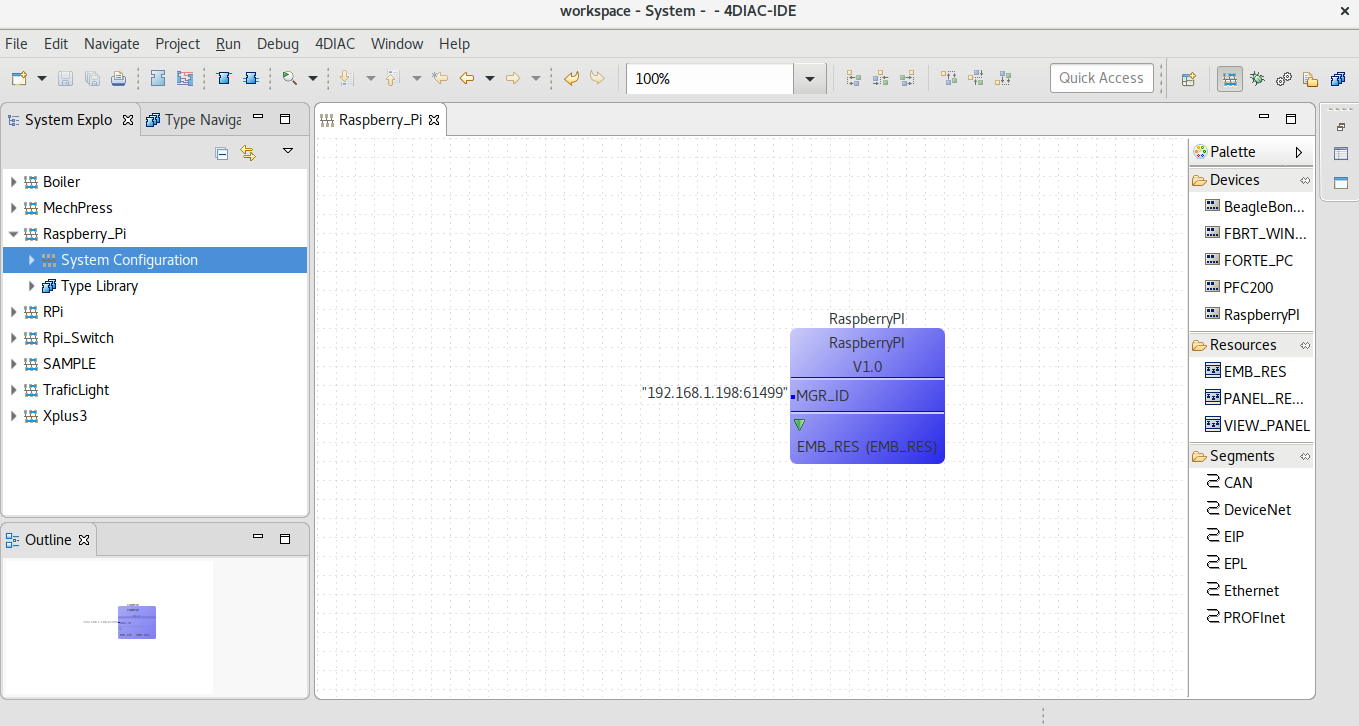 workspace - System - - 4DIAC-IDE
File Edit Navigate Project Run Debug 4DIAC Window Help
100%
Quick Access
System Explo
Type Naviga
Boiler
MechPress
Raspberry_Pi
System Configuration
Type Library
RPi
Rpi_Switch
SAMPLE
TraficLight
Xplus3
Outline
Raspberry_Pi
RaspberryPI
RaspberryPI
V1.0
"192.168.1.198:61499"
MGR_ID
EMB_RES (EMB_RES)
Palette
Devices
BeagleBon...
FBRT_WIN...
FORTE_PC
PFC200
RaspberryPI
Resources
EMB_RES
PANEL_RE...
VIEW_PANEL
Segments
CAN
DeviceNet
EIP
EPL
Ethernet
PROFInet